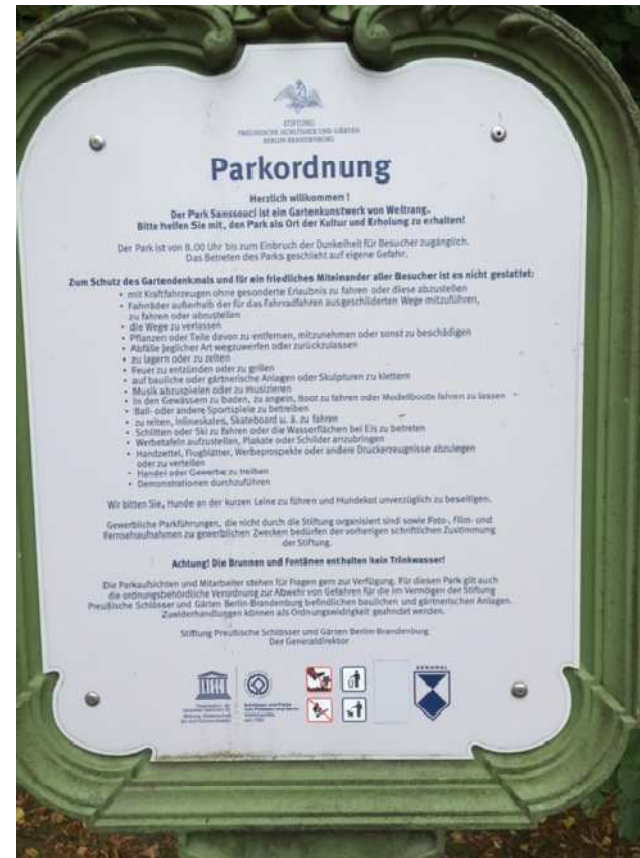 STIFTUNG
PREUSSISCHE SCHLÖSSER UND GÄRTEN
BERLIN-BRANDENBURG
Parkordnung
Herzlich willkommen !
Der Park Sanssouci ist ein Gartenkunstwerk von Weltrang.
Bitte helfen Sie mit, den Park als Ort der Kultur und Erholung zu erhalten!
Der Park ist von 8.00 Uhr bis zum Einbruch der Dunkelheit für Besucher zugänglich.
Das Betreten des Parks geschieht auf eigene Gefahr.
Zum Schutz des Gartendenkmals und für ein friedliches Miteinander aller Besucher ist es nicht gestattet:
• mit Kraftfahrzeugen ohne gesonderte Erlaubnis zu fahren oder diese abzustellen
• Fahrräder außerhalb der für das Fahrradfahren ausgeschilderten Wege mitzuführen,
zu fahren oder abzustellen
• die Wege zu verlassen
• Pflanzen oder Teile davon zu entfernen, mitzunehmen oder sonst zu beschädigen
• Abfälle jeglicher Art wegzuwerfen oder zurückzulassen
• zu lagern oder zu zelten
• Feuer zu entzünden oder zu grillen
• auf bauliche oder gärtnerische Anlagen oder Skulpturen zu klettern
• Musik abzuspielen oder zu musizieren
• in den Gewässern zu baden, zu angeln, Boot zu fahren oder Modellboote fahren zu lassen
• Ball- oder andere Sportspiele zu betreiben
• zu reiten, Inlineskates, Skateboard u. ä. zu fahren
• Schlitten oder Ski zu fahren oder die Wasserflächen bei Eis zu betreten
• Werbetafeln aufzustellen, Plakate oder Schilder anzubringen
• Handzettel, Flugblätter, Werbeprospekte oder andere Druckerzeugnisse abzulegen
oder zu verteilen
• Handel oder Gewerbe zu treiben
• Demonstrationen durchzuführen
Wir bitten Sie, Hunde an der kurzen Leine zu führen und Hundekot unverzüglich zu beseitigen.
Gewerbliche Parkführungen, die nicht durch die Stiftung organisiert sind sowie Foto-, Film- und
Fernsehaufnahmen zu gewerblichen Zwecken bedürfen der vorherigen schriftlichen Zustimmung
der Stiftung.
Achtung! Die Brunnen und Fontänen enthalten kein Trinkwasser!
Die Parkaufsichten und Mitarbeiter stehen für Fragen gern zur Verfügung. Für diesen Park gilt auch
die ordnungsbehördliche Verordnung zur Abwehr von Gefahren für die im Vermögen der Stiftung
Preußische Schlösser und Gärten Berlin-Brandenburg befindlichen baulichen und gärtnerischen Anlagen.
Zuwiderhandlungen können als Ordnungswidrigkeit geahndet werden.
Stiftung Preußische Schlösser und Gärten Berlin-Brandenburg
Der Generaldirektor
DENKMAL